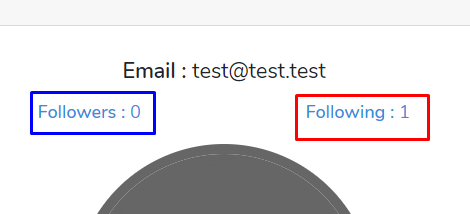 Email : test@test.test
Followers : 0
Following : 1